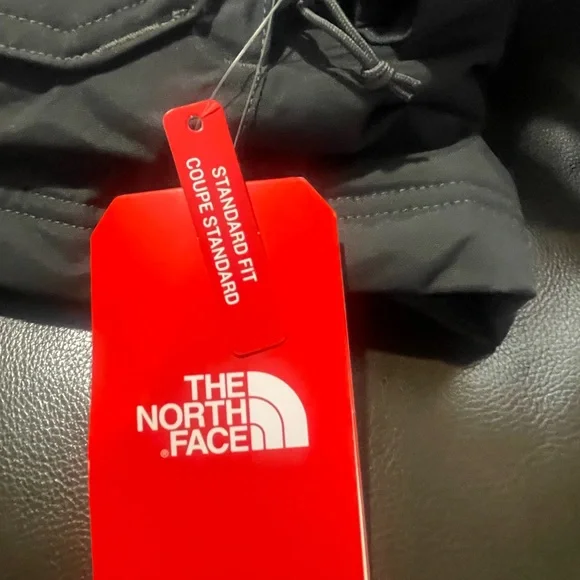 STANDARD FIT
COUPE STANDARD
THE
NORTH
®FACE